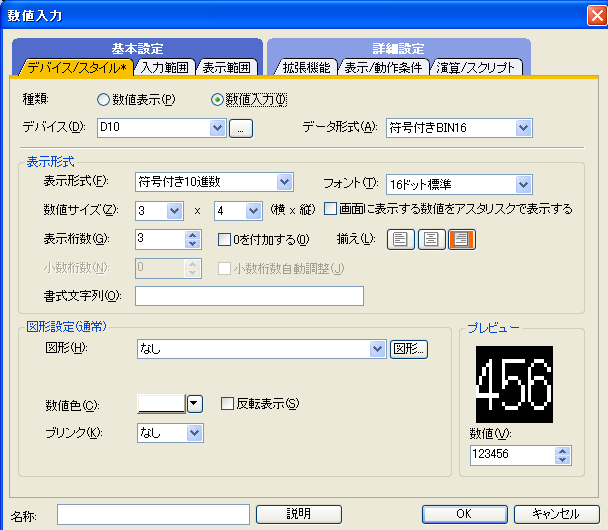 数値入力
基本設定 詳細設定
デバイス/スタイル* 入力範囲 表示範囲 拡張機能 表示/動作条件 演算/スクリプト
種類: 数値表示(P) 数値入力(I)
デバイス(D): D10 ... データ形式(A): 符号付きBIN16
表示形式
表示形式(F): 符号付き10進数 フォント(T): 16ドット標準
数値サイズ(Z): 3 x 4 (横 x 縦) 画面に表示する数値をアスタリスクで表示する
表示桁数(G): 3 0を付加する(0) 揃え(L):
小数桁数(N): 0 小数桁数自動調整(J)
書式文字列(O):
図形設定(通常) プレビュー
図形(H): なし 図形...
456
数値色(C): 反転表示(S)
ブリンク(K): なし 数値(V):
123456
名称: 説明 OK キャンセル